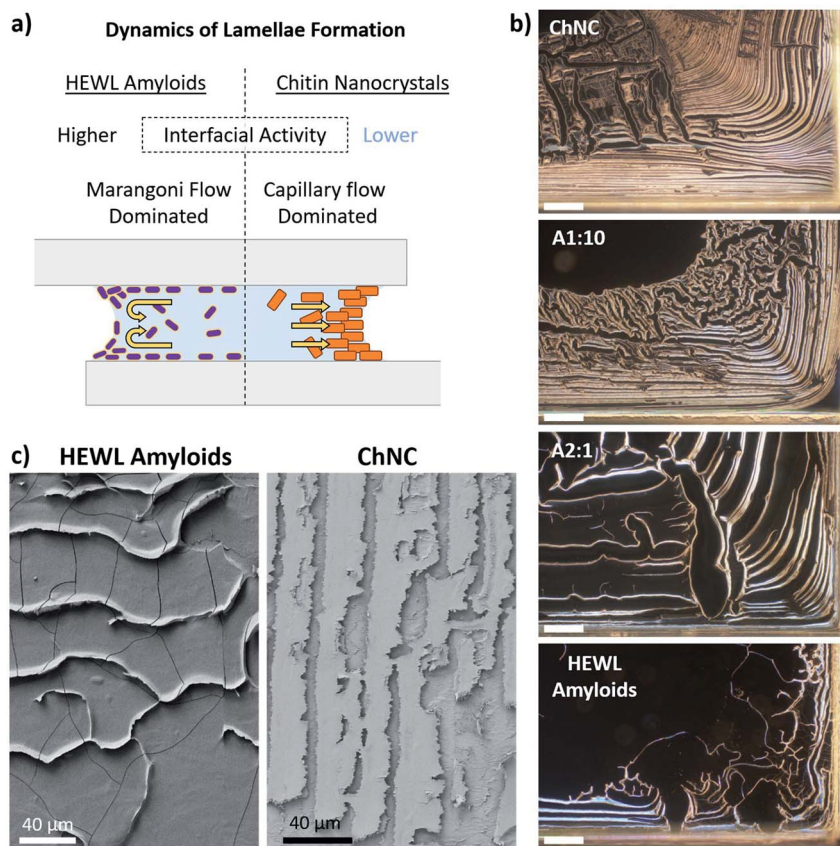 a)
Dynamics of Lamellae Formation
HEWL Amyloids
Chitin Nanocrystals
Higher
Interfacial Activity
Lower
Marangoni Flow
Dominated
Capillary flow
Dominated
b)
ChNC
A1:10
A2:1
HEWL
Amyloids
c)
HEWL Amyloids
ChNC
40 µm
40 µm